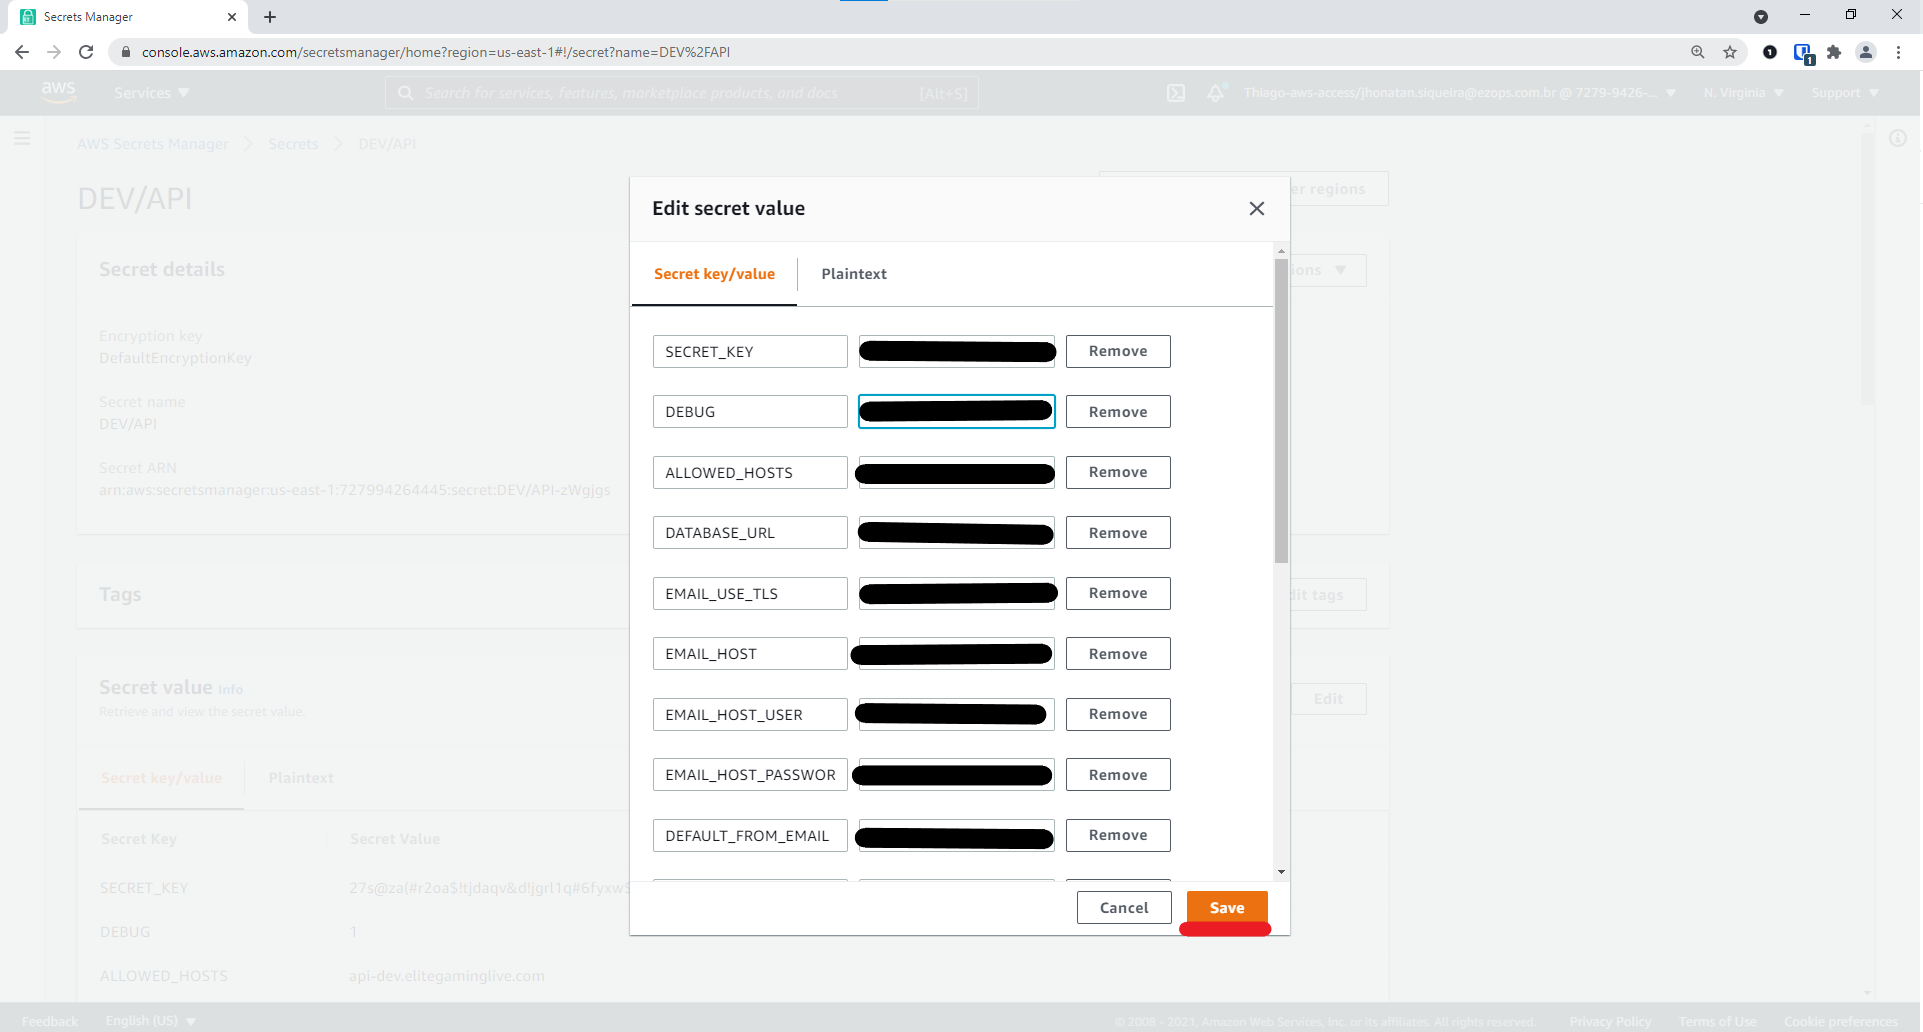 Secrets Manager
console.aws.amazon.com/secretsmanager/home?region=us-east-1#!/secret?name=DEV%2FAPI
1
1
aws
Services
Search for services, features, marketplace products, and docs
[Alt+S]
Thiago-aws-access/jhonatan.siqueira@ezops.com.br @ 7279-9426-...
N. Virginia
Support
AWS Secrets Manager
Secrets
DEV/API
DEV/API
er regions
Secret details
ions
Encryption key
DefaultEncryptionKey
Secret name
DEV/API
Secret ARN
arn:aws:secretsmanager:us-east-1:727994264445:secret:DEV/API-zWgjgs
Tags
dit tags
Secret value Info
Retrieve and view the secret value.
Edit
Secret key/value
Plaintext
Secret Key
Secret Value
SECRET_KEY
27s@za(#r2oa$!tjdaqv&d!jgrl1q#6fyxw$
DEBUG
1
ALLOWED_HOSTS
api-dev.elitegaminglive.com
Edit secret value
Secret key/value
Plaintext
SECRET_KEY
Remove
DEBUG
Remove
ALLOWED_HOSTS
Remove
DATABASE_URL
Remove
EMAIL_USE_TLS
Remove
EMAIL_HOST
Remove
EMAIL_HOST_USER
Remove
EMAIL_HOST_PASSWOR
Remove
DEFAULT_FROM_EMAIL
Remove
Cancel
Save
Feedback
English (US)
© 2008 - 2021, Amazon Web Services, Inc. or its affiliates. All rights reserved.
Privacy Policy
Terms of Use
Cookie preferences